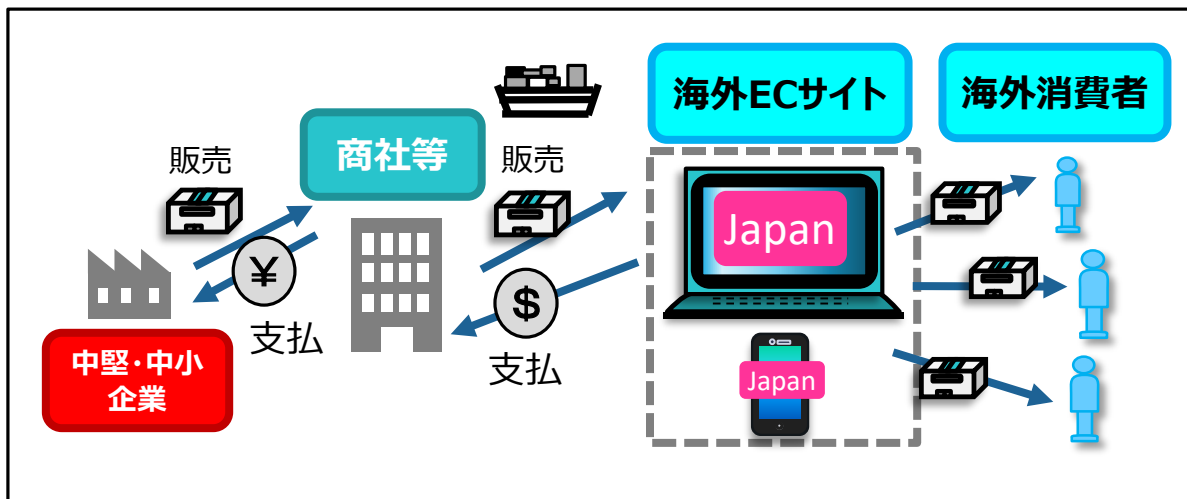 海外ECサイト
海外消費者
商社等
販売
販売
Japan
¥
$
支払
支払
中堅・中小
企業
Japan